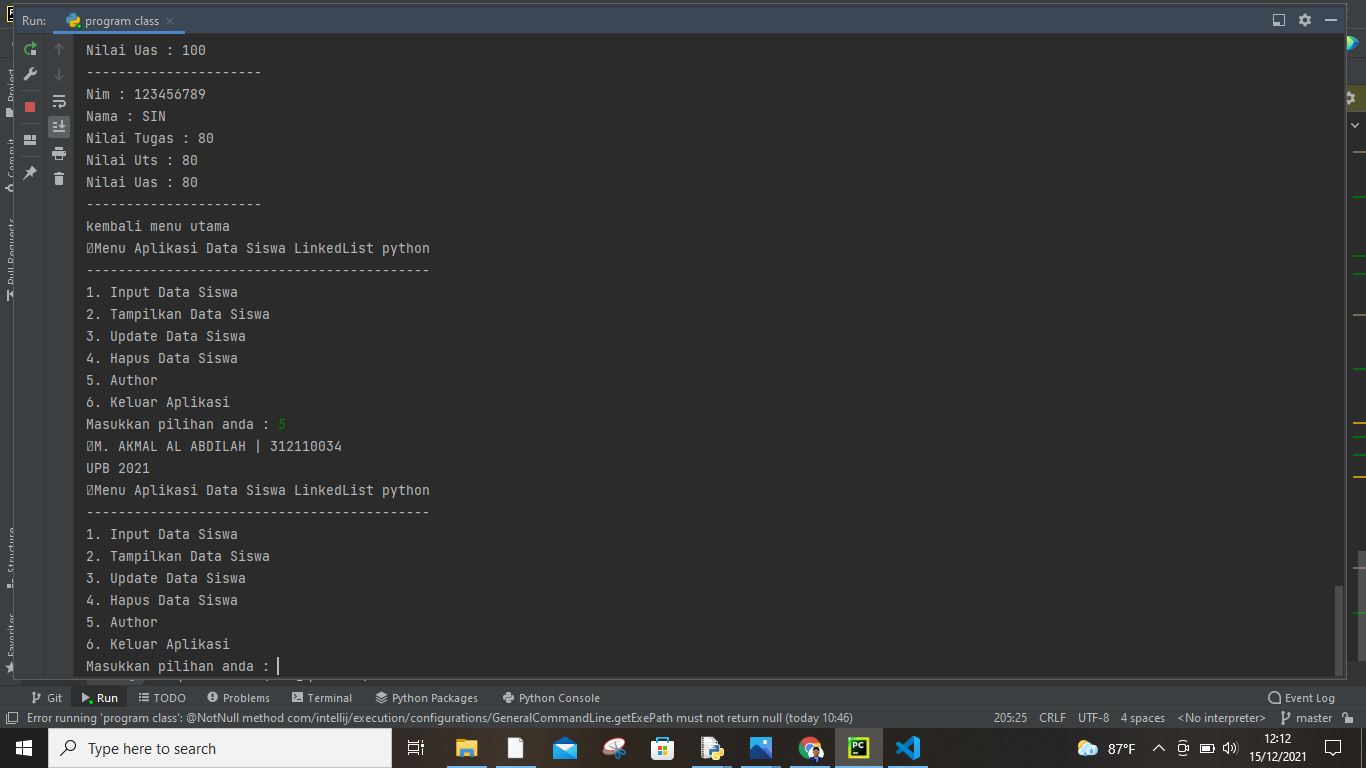 Run: program class
Nilai Uas : 100
----------------------
Nim : 123456789
Nama : SIN
Nilai Tugas : 80
Nilai Uts : 80
Nilai Uas : 80
----------------------
kembali menu utama
Menu Aplikasi Data Siswa LinkedList python
-------------------------------------------
1. Input Data Siswa
2. Tampilkan Data Siswa
3. Update Data Siswa
4. Hapus Data Siswa
5. Author
6. Keluar Aplikasi
Masukkan pilihan anda : 5
M. AKMAL AL ABDILAH | 312110034
UPB 2021
Menu Aplikasi Data Siswa LinkedList python
-------------------------------------------
1. Input Data Siswa
2. Tampilkan Data Siswa
3. Update Data Siswa
4. Hapus Data Siswa
5. Author
6. Keluar Aplikasi
Masukkan pilihan anda :
Project
Commit
Pull Requests
Structure
Favorites
Git Run TODO Problems Terminal Python Packages Python Console Event Log
Error running 'program class': @NotNull method com/intellij/execution/configurations/GeneralCommandLine.getExePath must not return null (today 10:46) 205:25 CRLF UTF-8 4 spaces <No interpreter> master
Type here to search
PC
87°F
12:12
15/12/2021